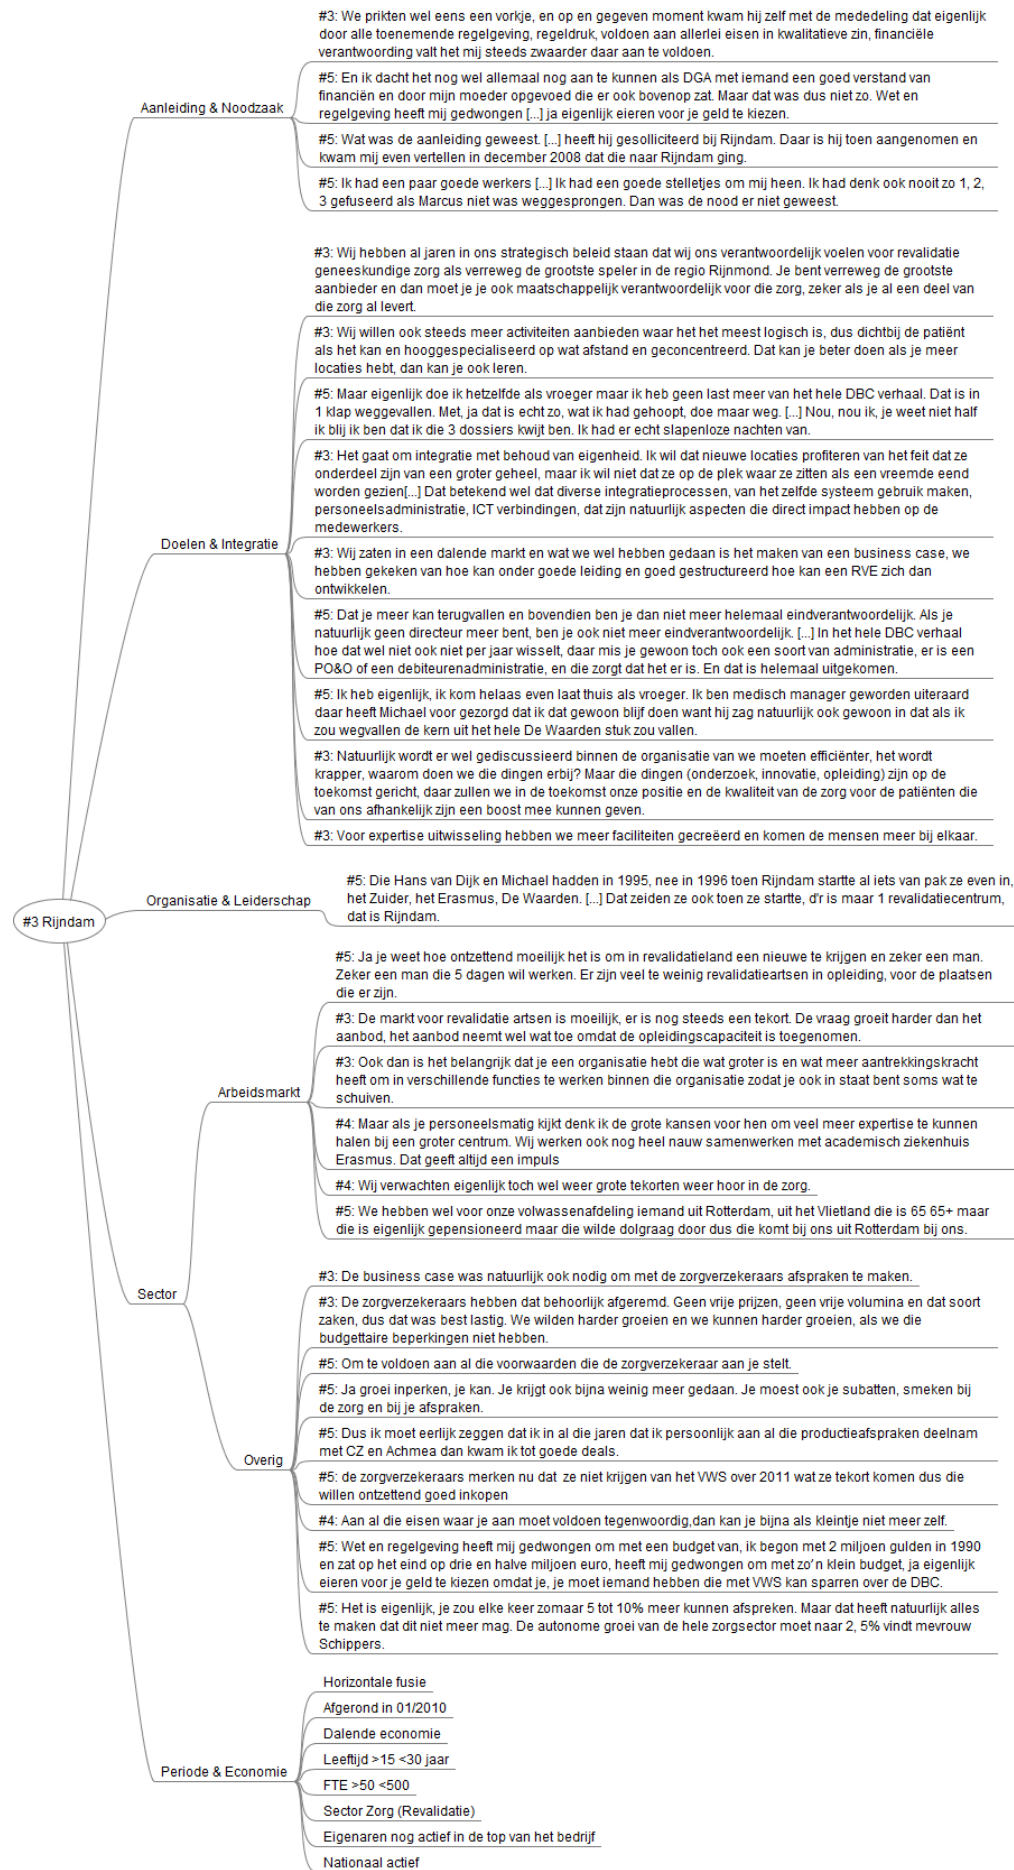 #3: We prikten wel eens een vorkje, en op en gegeven moment kwam hij zelf met de mededeling dat eigenlijk
door alle toenemende regelgeving, regeldruk, voldoen aan allerlei eisen in kwalitatieve zin, financiële
verantwoording valt het mij steeds zwaarder daar aan te voldoen.
#5: En ik dacht het nog wel allemaal nog aan te kunnen als DGA met iemand een goed verstand van
financiën en door mijn moeder opgevoed die er ook bovenop zat. Maar dat was dus niet zo. Wet en
regelgeving heeft mij gedwongen [...] ja eigenlijk eieren voor je geld te kiezen.
Aanleiding & Noodzaak
#5: Wat was de aanleiding geweest. [...] heeft hij gesolliciteerd bij Rijndam. Daar is hij toen aangenomen en
kwam mij even vertellen in december 2008 dat die naar Rijndam ging.
#5: Ik had een paar goede werkers [...] Ik had een goede stelletjes om mij heen. Ik had denk ook nooit zo 1, 2,
3 gefuseerd als Marcus niet was weggesprongen. Dan was de nood er niet geweest.
#3: Wij hebben al jaren in ons strategisch beleid staan dat wij ons verantwoordelijk voelen voor revalidatie
geneeskundige zorg als verreweg de grootste speler in de regio Rijnmond. Je bent verreweg de grootste
aanbieder en dan moet je je ook maatschappelijk verantwoordelijk voor die zorg, zeker als je al een deel van
die zorg al levert.
#3: Wij willen ook steeds meer activiteiten aanbieden waar het het meest logisch is, dus dichtbij de patiënt
als het kan en hooggespecialiseerd op wat afstand en geconcentreerd. Dat kan je beter doen als je meer
locaties hebt, dan kan je ook leren.
#5: Maar eigenlijk doe ik hetzelfde als vroeger maar ik heb geen last meer van het hele DBC verhaal. Dat is in
1 klap weggevallen. Met, ja dat is echt zo, wat ik had gehoopt, doe maar weg. [...] Nou, nou ik, je weet niet half
ik blij ik ben dat ik die 3 dossiers kwijt ben. Ik had er echt slapenloze nachten van.
#3: Het gaat om integratie met behoud van eigenheid. Ik wil dat nieuwe locaties profiteren van het feit dat ze
onderdeel zijn van een groter geheel, maar ik wil niet dat ze op de plek waar ze zitten als een vreemde eend
worden gezien[...] Dat betekend wel dat diverse integratieprocessen, van het zelfde systeem gebruik maken,
personeelsadministratie, ICT verbindingen, dat zijn natuurlijk aspecten die direct impact hebben op de
medewerkers.
Doelen & Integratie
#3: Wij zaten in een dalende markt en wat we wel hebben gedaan is het maken van een business case, we
hebben gekeken van hoe kan onder goede leiding en goed gestructureerd hoe kan een RVE zich dan
ontwikkelen.
#5: Dat je meer kan terugvallen en bovendien ben je dan niet meer helemaal eindverantwoordelijk. Als je
natuurlijk geen directeur meer bent, ben je ook niet meer eindverantwoordelijk. [...] In het hele DBC verhaal
hoe dat wel niet ook niet per jaar wisselt, daar mis je gewoon toch ook een soort van administratie, er is een
PO&O of een debiteurenadministratie, en die zorgt dat het er is. En dat is helemaal uitgekomen.
#5: Ik heb eigenlijk, ik kom helaas even laat thuis als vroeger. Ik ben medisch manager geworden uiteraard
daar heeft Michael voor gezorgd dat ik dat gewoon blijf doen want hij zag natuurlijk ook gewoon in dat als ik
zou wegvallen de kern uit het hele De Waarden stuk zou vallen.
#3: Natuurlijk wordt er wel gediscussieerd binnen de organisatie van we moeten efficiënter, het wordt
krapper, waarom doen we die dingen erbij? Maar die dingen (onderzoek, innovatie, opleiding) zijn op de
toekomst gericht, daar zullen we in de toekomst onze positie en de kwaliteit van de zorg voor de patiënten die
van ons afhankelijk zijn een boost mee kunnen geven.
#3: Voor expertise uitwisseling hebben we meer faciliteiten gecreëerd en komen de mensen meer bij elkaar.
#5: Die Hans van Dijk en Michael hadden in 1995, nee in 1996 toen Rijndam startte al iets van pak ze even in,
het Zuider, het Erasmus, De Waarden. [...] Dat zeiden ze ook toen ze startte, d'r is maar 1 revalidatiecentrum,
dat is Rijndam.
Organisatie & Leiderschap
#3 Rijndam
#5: Ja je weet hoe ontzettend moeilijk het is om in revalidatieland een nieuwe te krijgen en zeker een man.
Zeker een man die 5 dagen wil werken. Er zijn veel te weinig revalidatieartsen in opleiding, voor de plaatsen
die er zijn.
#3: De markt voor revalidatie artsen is moeilijk, er is nog steeds een tekort. De vraag groeit harder dan het
aanbod, het aanbod neemt wel wat toe omdat de opleidingscapaciteit is toegenomen.
#3: Ook dan is het belangrijk dat je een organisatie hebt die wat groter is en wat meer aantrekkingskracht
heeft om in verschillende functies te werken binnen die organisatie zodat je ook in staat bent soms wat te
schuiven.
Arbeidsmarkt
#4: Maar als je personeelsmatig kijkt denk ik de grote kansen voor hen om veel meer expertise te kunnen
halen bij een groter centrum. Wij werken ook nog heel nauw samenwerken met academisch ziekenhuis
Erasmus. Dat geeft altijd een impuls
#4: Wij verwachten eigenlijk toch wel weer grote tekorten weer hoor in de zorg.
#5: We hebben wel voor onze volwassenafdeling iemand uit Rotterdam, uit het Vlietland die is 65 65+ maar
die is eigenlijk gepensioneerd maar die wilde dolgraag door dus die komt bij ons uit Rotterdam bij ons.
Sector
#3: De business case was natuurlijk ook nodig om met de zorgverzekeraars afspraken te maken.
#3: De zorgverzekeraars hebben dat behoorlijk afgeremd. Geen vrije prijzen, geen vrije volumina en dat soort
zaken, dus dat was best lastig. We wilden harder groeien en we kunnen harder groeien, als we die
budgettaire beperkingen niet hebben.
#5: Om te voldoen aan al die voorwaarden die de zorgverzekeraar aan je stelt.
#5: Ja groei inperken, je kan. Je krijgt ook bijna weinig meer gedaan. Je moest ook je subatten, smeken bij
de zorg en bij je afspraken.
#5: Dus ik moet eerlijk zeggen dat ik in al die jaren dat ik persoonlijk aan al die productieafspraken deelnam
met CZ en Achmea dan kwam ik tot goede deals.
Overig
#5: de zorgverzekeraars merken nu dat  ze niet krijgen van het VWS over 2011 wat ze tekort komen dus die
willen ontzettend goed inkopen
#4: Aan al die eisen waar je aan moet voldoen tegenwoordig,dan kan je bijna als kleintje niet meer zelf.
#5: Wet en regelgeving heeft mij gedwongen om met een budget van, ik begon met 2 miljoen gulden in 1990
en zat op het eind op drie en halve miljoen euro, heeft mij gedwongen om met zo'n klein budget, ja eigenlijk
eieren voor je geld te kiezen omdat je, je moet iemand hebben die met VWS kan sparren over de DBC.
#5: Het is eigenlijk, je zou elke keer zomaar 5 tot 10% meer kunnen afspreken. Maar dat heeft natuurlijk alles
te maken dat dit niet meer mag. De autonome groei van de hele zorgsector moet naar 2, 5% vindt mevrouw
Schippers.
Periode & Economie
Horizontale fusie
Afgerond in 01/2010
Dalende economie
Leeftijd >15 <30 jaar
FTE >50 <500
Sector Zorg (Revalidatie)
Eigenaren nog actief in de top van het bedrijf
Nationaal actief